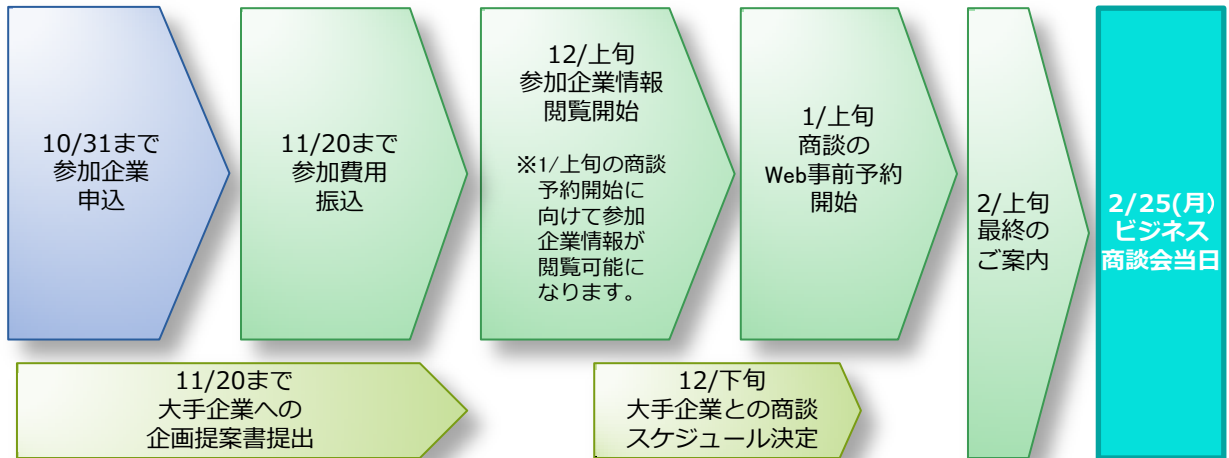 10/31まで
参加企業
申込
11/20まで
参加費用
振込
12/上旬
参加企業情報
閲覧開始
※1/上旬の商談
予約開始に
向けて参加
企業情報が
閲覧可能に
なります。
1/上旬
商談の
Web事前予約
開始
2/上旬
最終の
ご案内
2/25(月)
ビジネス
商談会当日
11/20まで
大手企業への
企画提案書提出
12/下旬
大手企業との商談
スケジュール決定